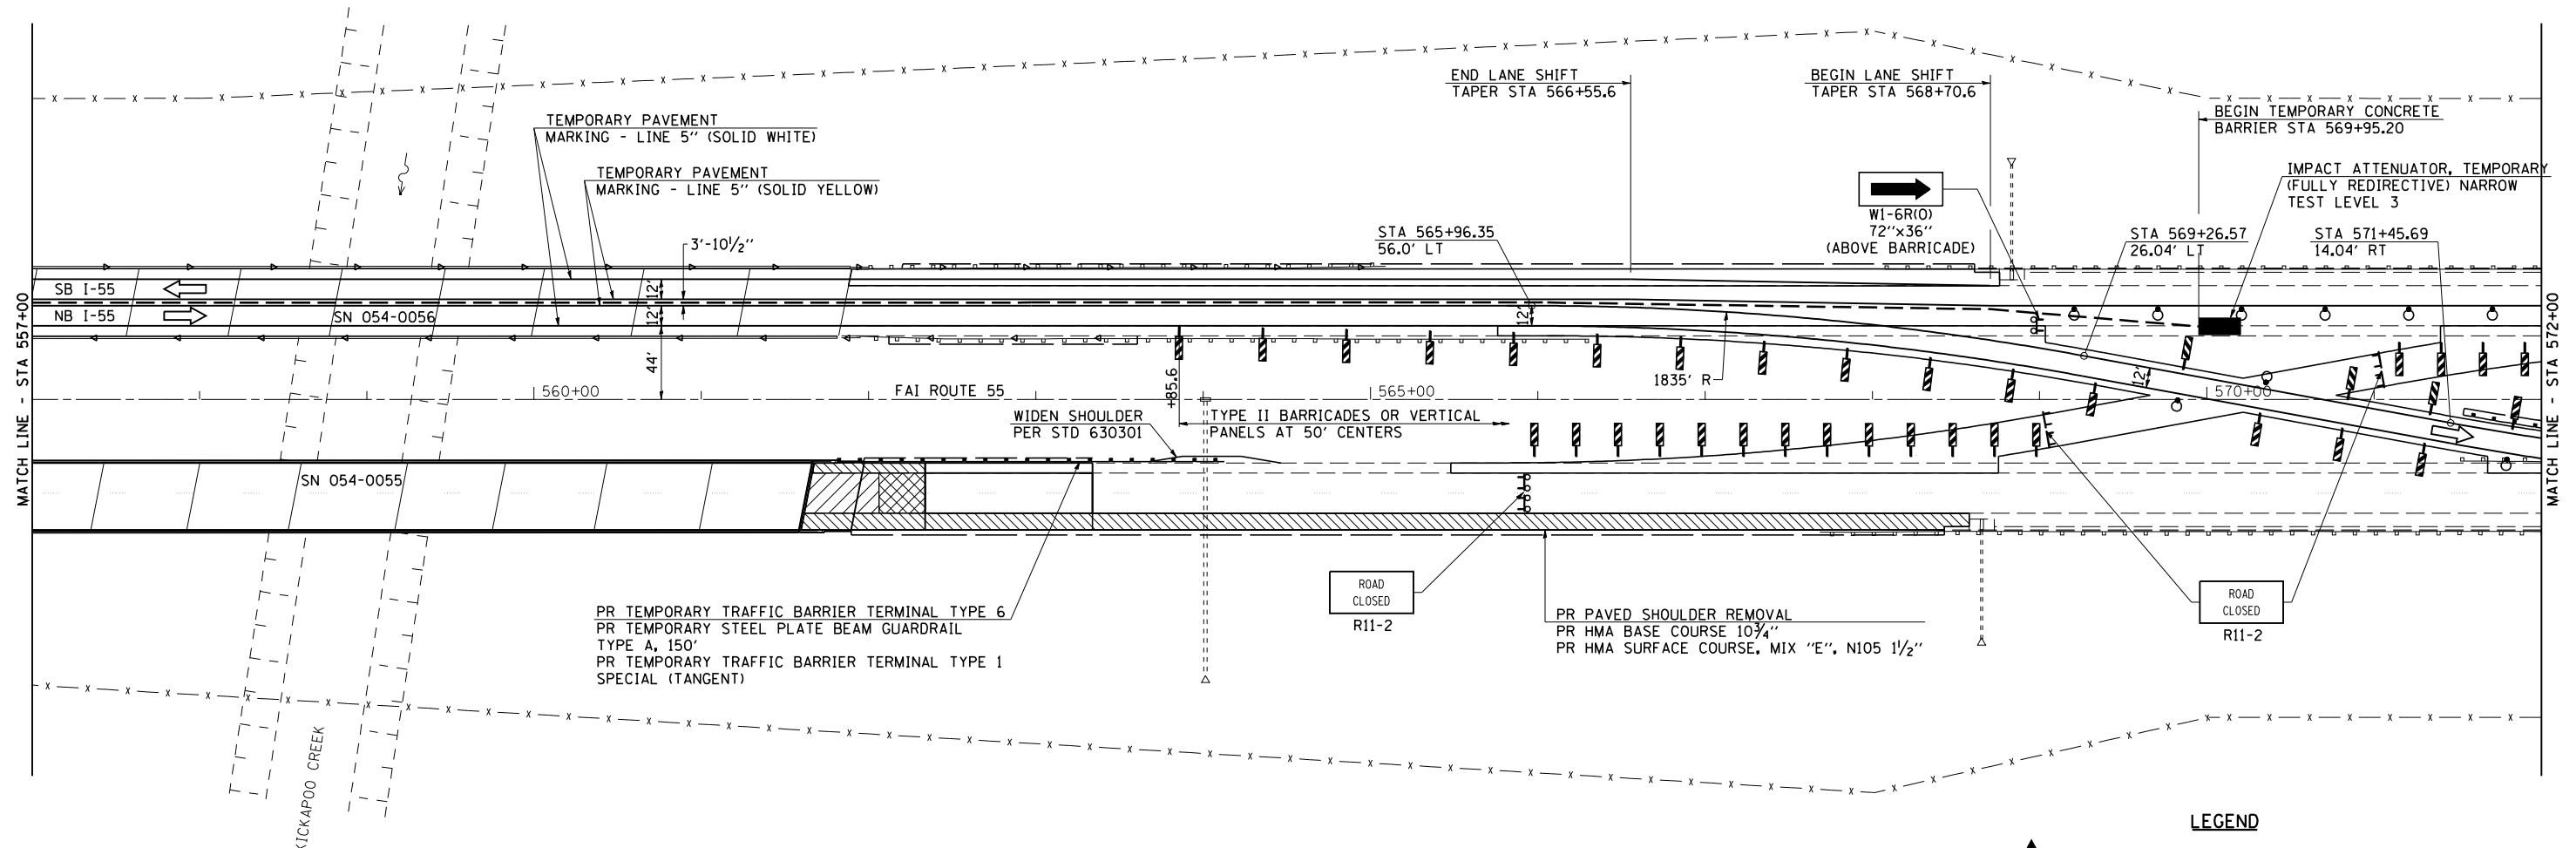 END LANE SHIFT
TAPER STA 566+55.6
BEGIN LANE SHIFT
TAPER STA 568+70.6
BEGIN TEMPORARY CONCRETE
BARRIER STA 569+95.20
TEMPORARY PAVEMENT
MARKING - LINE 5" (SOLID WHITE)
TEMPORARY PAVEMENT
MARKING - LINE 5" (SOLID YELLOW)
IMPACT ATTENUATOR, TEMPORARY
(FULLY REDIRECTIVE) NARROW
TEST LEVEL 3
W1-6R(O)
72"x36"
(ABOVE BARRICADE)
STA 565+96.35
56.0' LT
STA 569+26.57
26.04' LT
STA 571+45.69
14.04' RT
3'-10 1/2"
SB I-55
12'
NB I-55
SN 054-0056
12'
12'
44'
1835' R
12'
MATCH LINE - STA 557+00
MATCH LINE - STA 572+00
560+00
FAI ROUTE 55
+85.6
565+00
570+00
WIDEN SHOULDER
PER STD 630301
TYPE II BARRICADES OR VERTICAL
PANELS AT 50' CENTERS
SN 054-0055
ROAD
CLOSED
R11-2
ROAD
CLOSED
R11-2
PR TEMPORARY TRAFFIC BARRIER TERMINAL TYPE 6
PR TEMPORARY STEEL PLATE BEAM GUARDRAIL
TYPE A, 150'
PR TEMPORARY TRAFFIC BARRIER TERMINAL TYPE 1
SPECIAL (TANGENT)
PR PAVED SHOULDER REMOVAL
PR HMA BASE COURSE 10 3/4"
PR HMA SURFACE COURSE, MIX "E", N105 1 1/2"
KICKAPOO CREEK
LEGEND